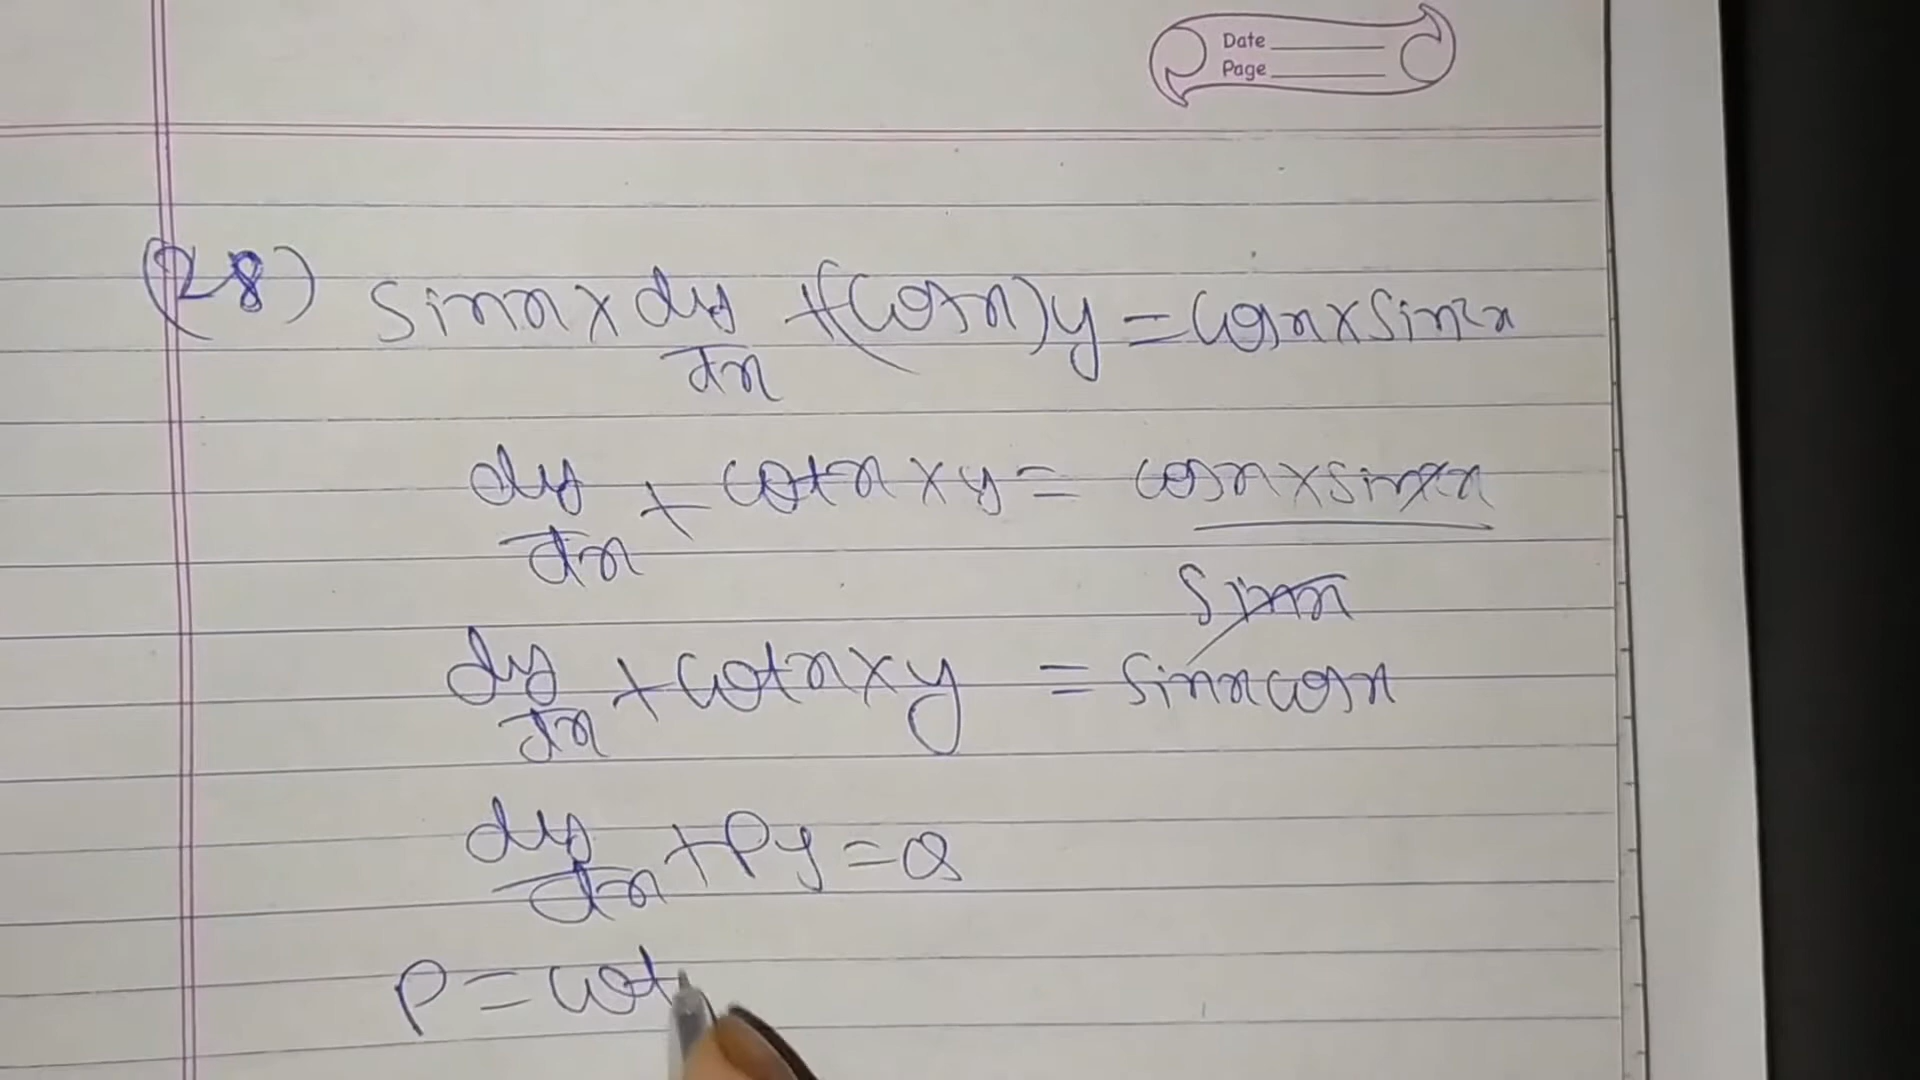 Date
Page
(28) sinx × dy/dx + (cosx)y = cosx × sin²x
dy/dx + cotx × y = cosx × sin²x / sinx
dy/dx + cotx × y = sinx cosx
dy/dx + Py = Q
P = cot